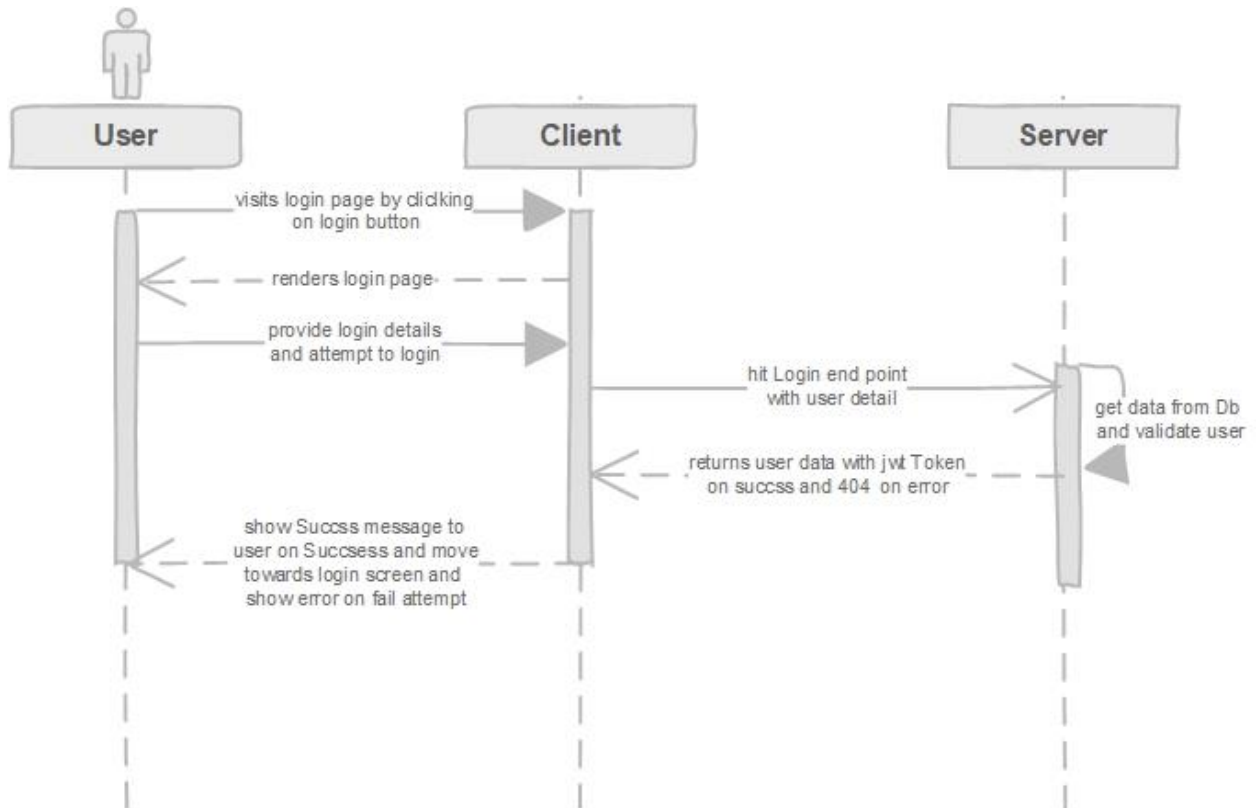 User
Client
Server
visits login page by cliclking
on login button
renders login page
provide login details
and attempt to login
hit Login end point
with user detail
get data from Db
and validate user
returns user data with jwt Token
on succss and 404 on error
show Succss message to
user on Succsess and move
towards login screen and
show error on fail attempt